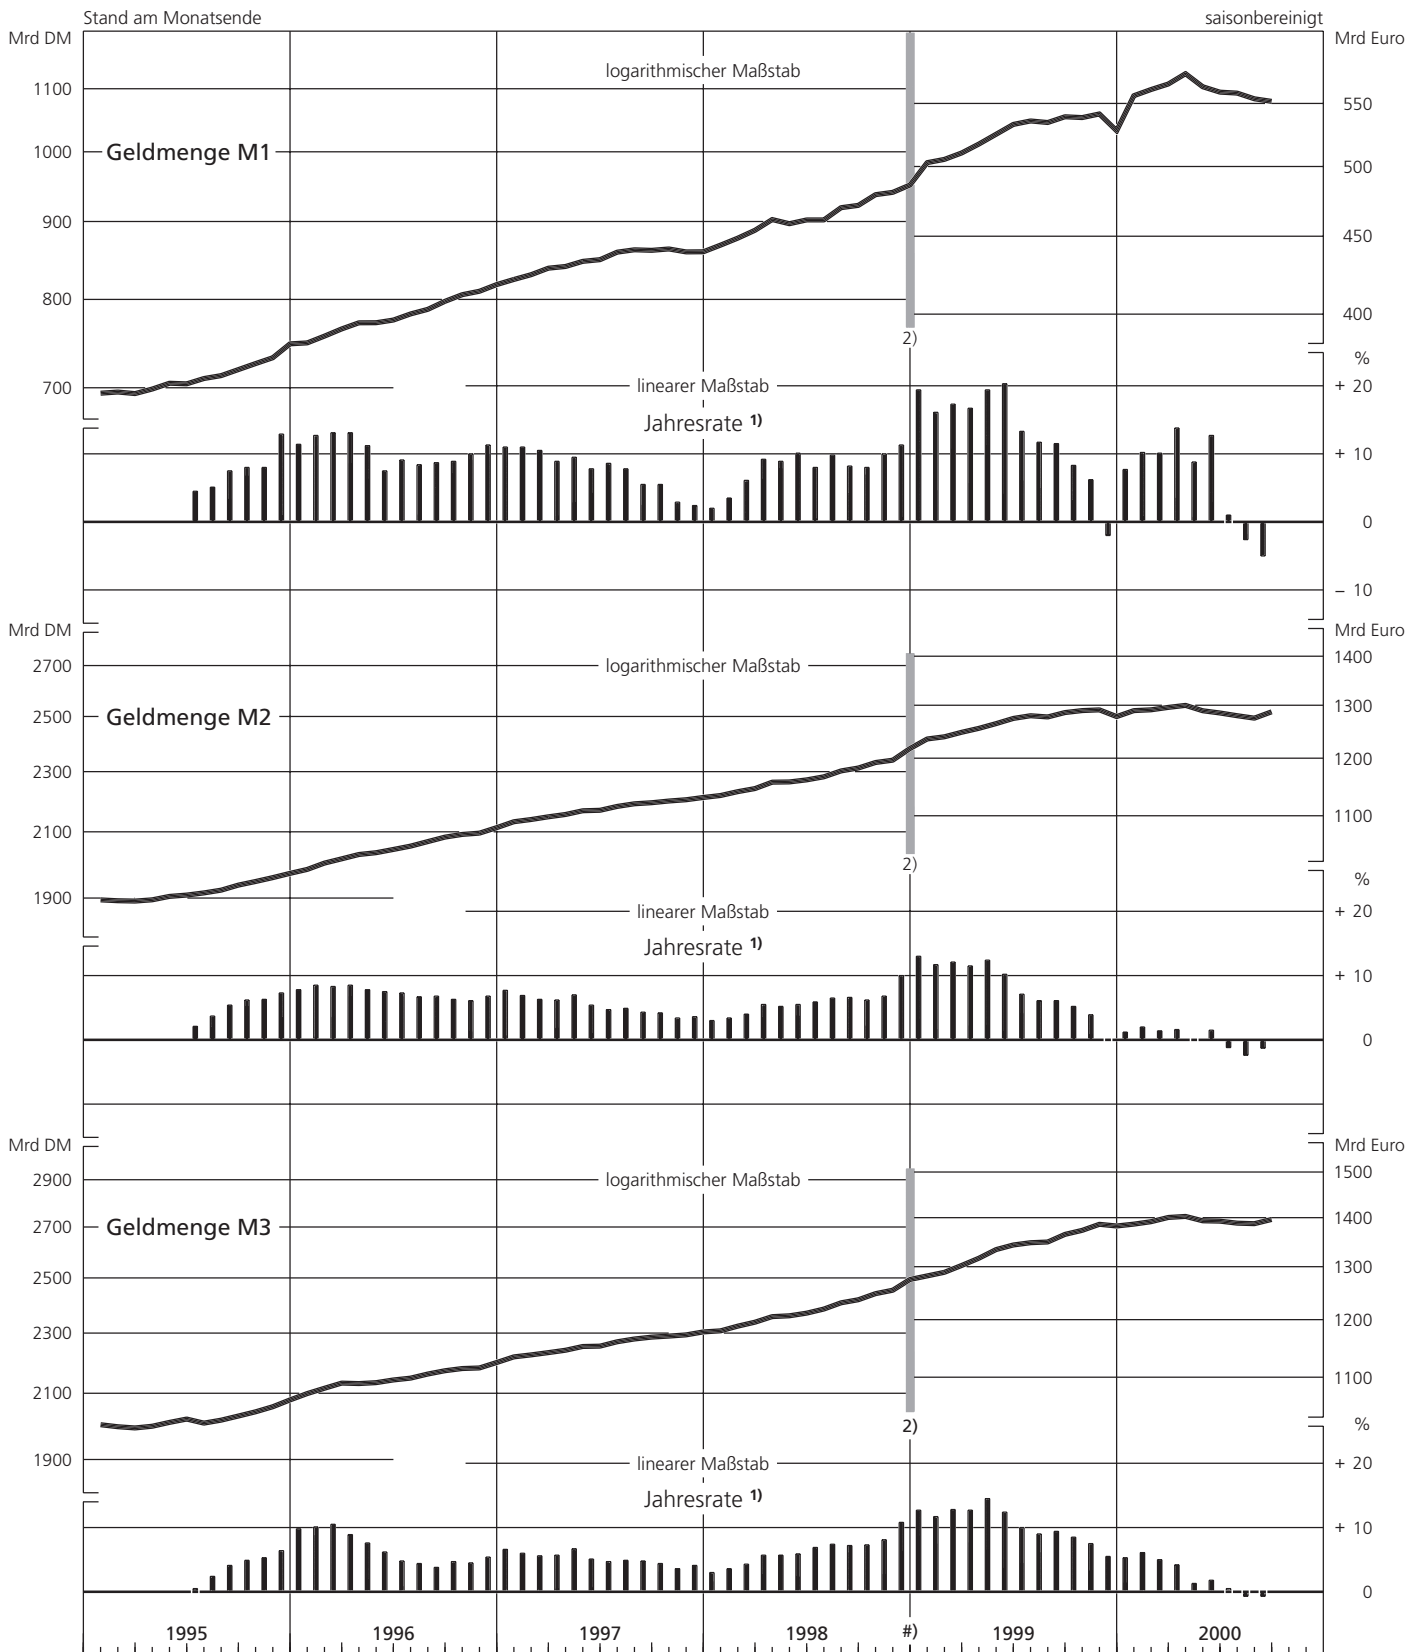 Stand am Monatsende saisonbereinigt
Mrd DM Mrd Euro
logarithmischer Maßstab
1100
550
Geldmenge M1
1000
500
900
450
800
400
2)
%
700 linearer Maßstab + 20
Jahresrate 1)
+ 10
0
– 10
Mrd DM Mrd Euro
2700 logarithmischer Maßstab 1400
2500 Geldmenge M2 1300
2300 1200
2100 1100
2)
%
1900
linearer Maßstab + 20
Jahresrate 1)
+ 10
0
Mrd DM Mrd Euro
2900 logarithmischer Maßstab 1500
2700 Geldmenge M3 1400
2500 1300
2300 1200
2100 1100
2) %
1900 linearer Maßstab + 20
Jahresrate 1)
+ 10
0
1995 1996 1997 1998 #) 1999 2000